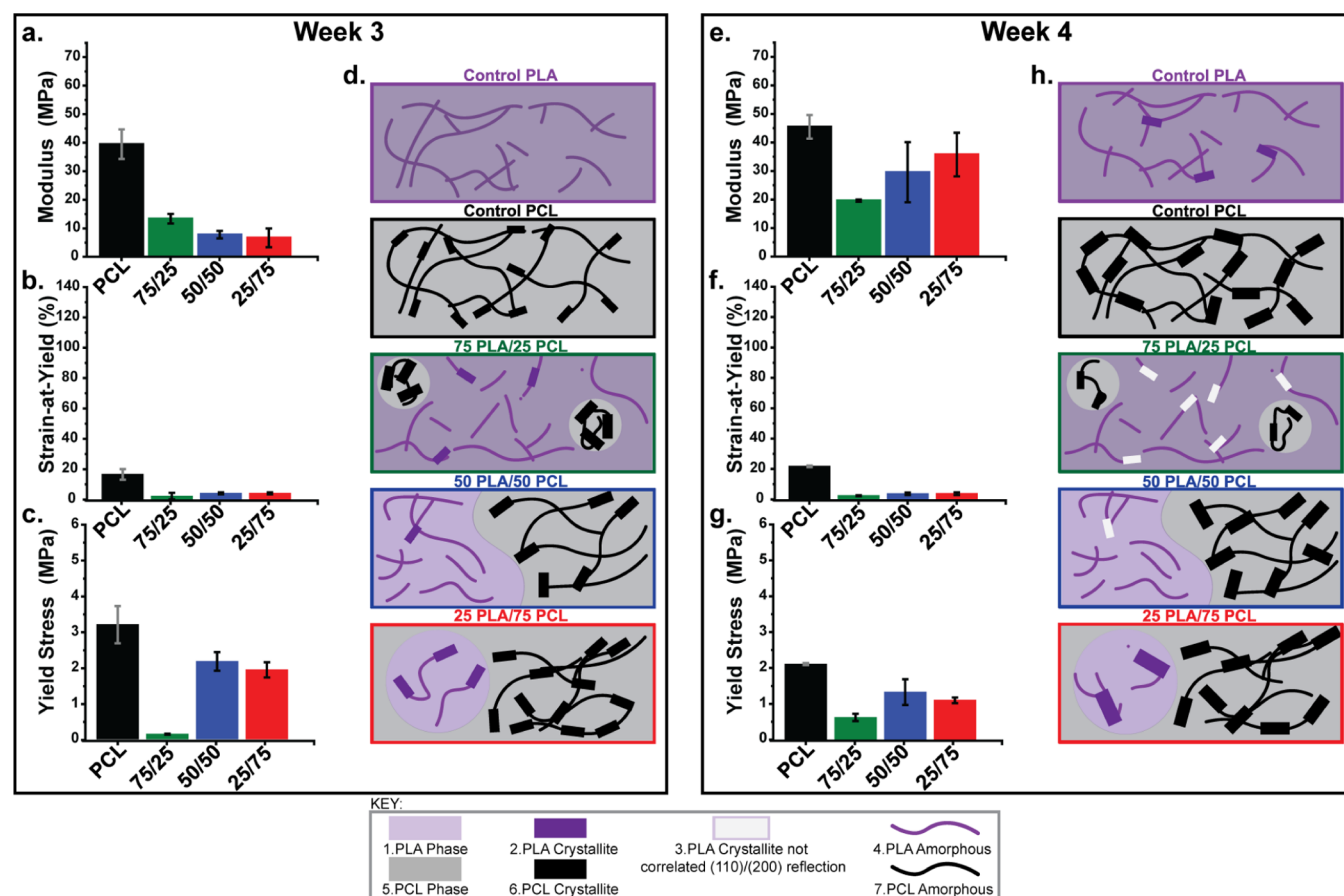 Week 3
a.
Modulus (MPa)
70
60
50
40
30
20
10
0
PCL
75/25
50/50
25/75
b.
Strain-at-Yield (%)
140
120
100
80
60
40
20
0
PCL
75/25
50/50
25/75
c.
Yield Stress (MPa)
6
5
4
3
2
1
0
PCL
75/25
50/50
25/75
d.
Control PLA
Control PCL
75 PLA/25 PCL
50 PLA/50 PCL
25 PLA/75 PCL
Week 4
e.
Modulus (MPa)
70
60
50
40
30
20
10
0
PCL
75/25
50/50
25/75
f.
Strain-at-Yield (%)
140
120
100
80
60
40
20
0
PCL
75/25
50/50
25/75
g.
Yield Stress (MPa)
6
5
4
3
2
1
0
PCL
75/25
50/50
25/75
h.
Control PLA
Control PCL
75 PLA/25 PCL
50 PLA/50 PCL
25 PLA/75 PCL
KEY:
1.PLA Phase
2.PLA Crystallite
3.PLA Crystallite not
correlated (110)/(200) reflection
4.PLA Amorphous
5.PCL Phase
6.PCL Crystallite
7.PCL Amorphous